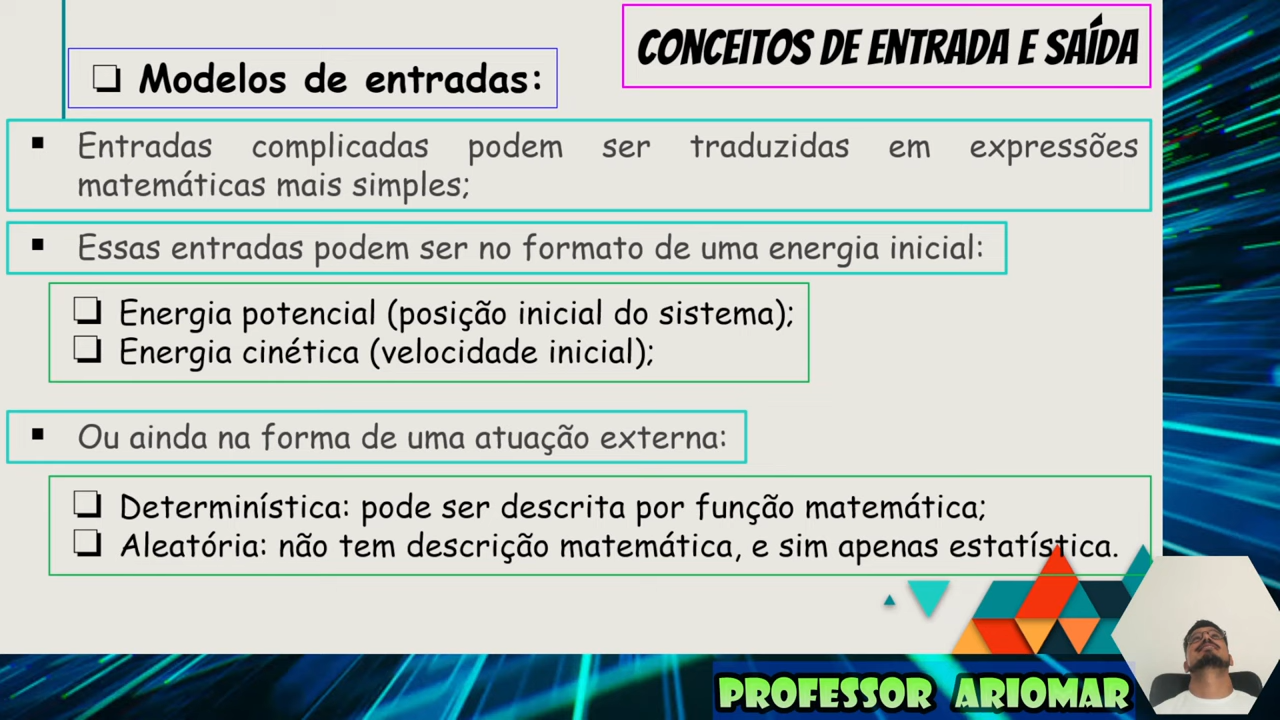 CONCEITOS DE ENTRADA E SAÍDA
❑ Modelos de entradas:
▪ Entradas complicadas podem ser traduzidas em expressões
matemáticas mais simples;
▪ Essas entradas podem ser no formato de uma energia inicial:
❑ Energia potencial (posição inicial do sistema);
❑ Energia cinética (velocidade inicial);
▪ Ou ainda na forma de uma atuação externa:
❑ Determinística: pode ser descrita por função matemática;
❑ Aleatória: não tem descrição matemática, e sim apenas estatística.
PROFESSOR ARIOMAR